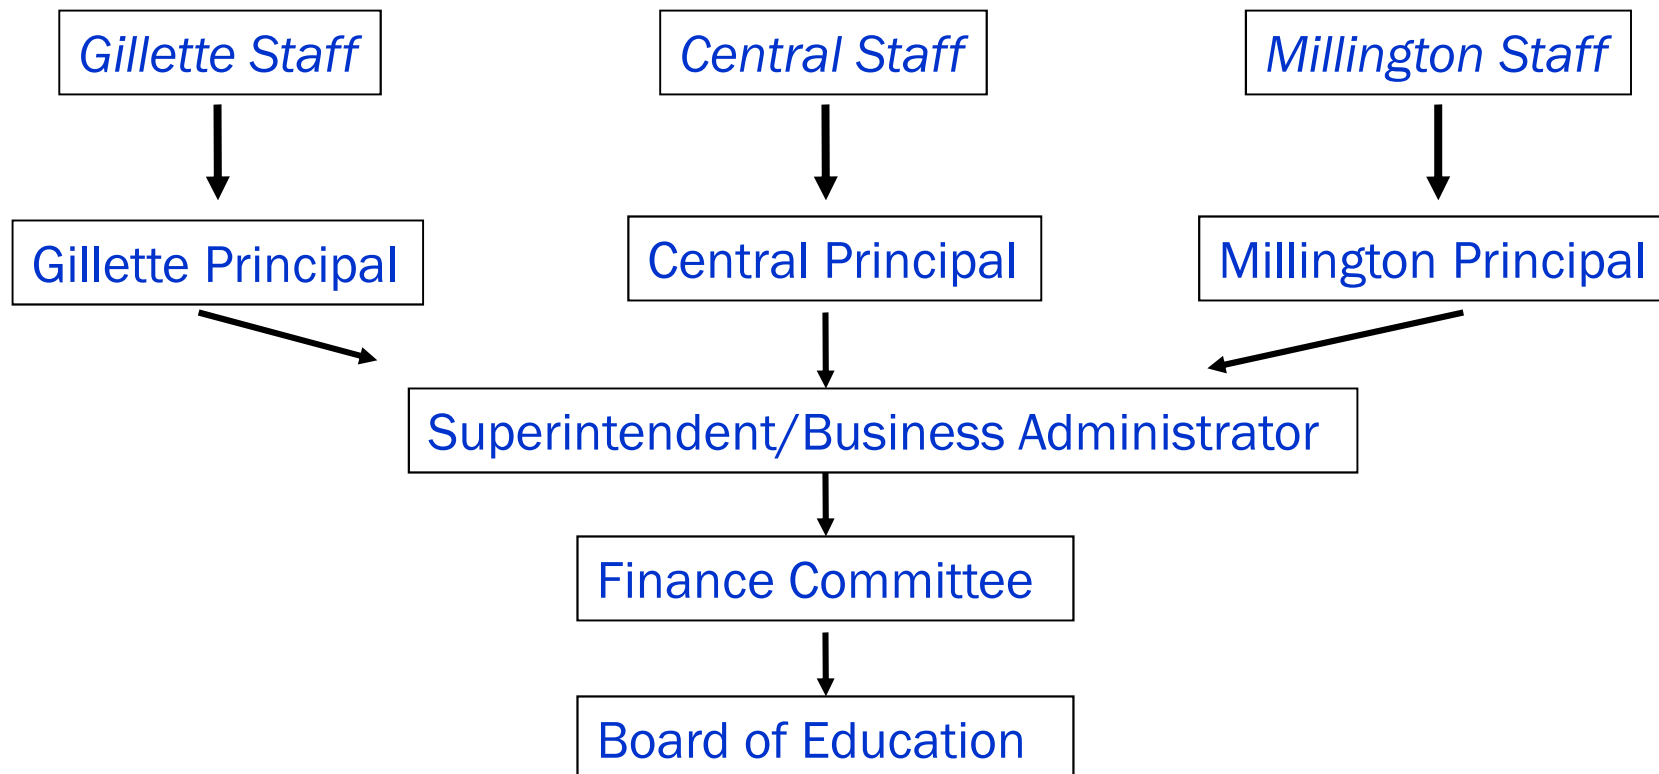 Gillette Staff
Central Staff
Millington Staff
Gillette Principal
Central Principal
Millington Principal
Superintendent/Business Administrator
Finance Committee
Board of Education